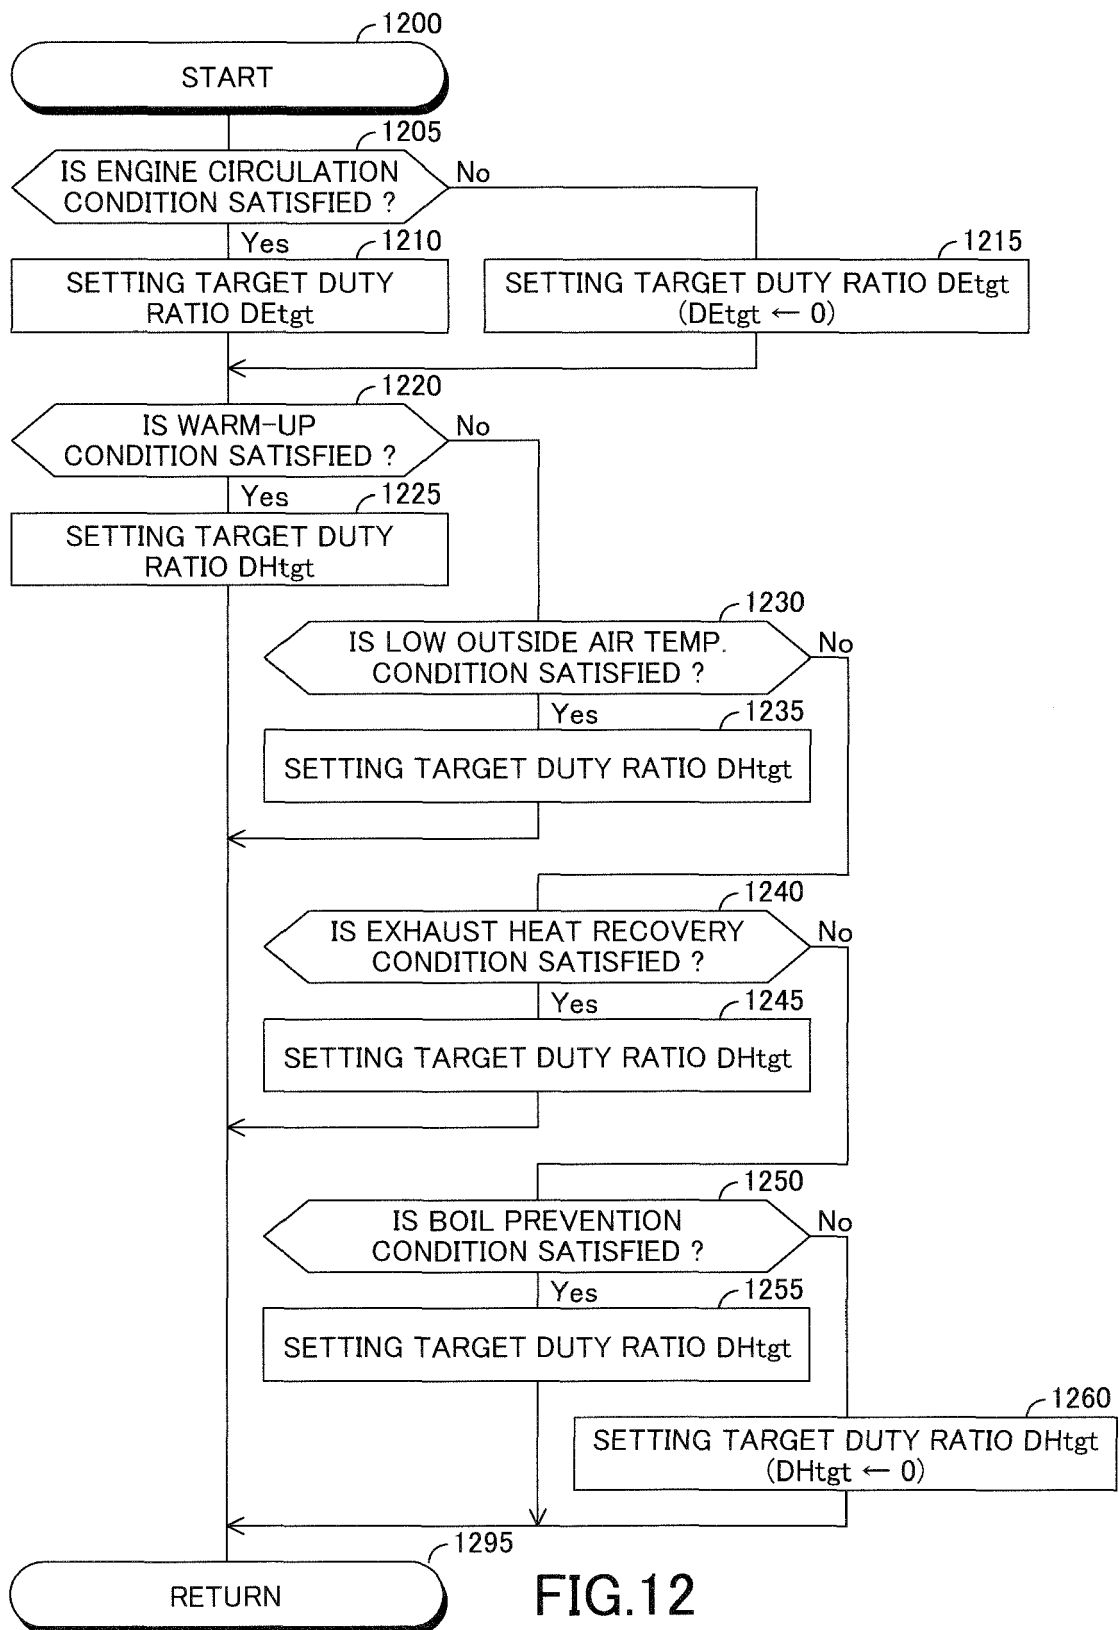 1200
START
1205
IS ENGINE CIRCULATION
CONDITION SATISFIED ?
No
Yes
1210
SETTING TARGET DUTY
RATIO DEtgt
1215
SETTING TARGET DUTY RATIO DEtgt
(DEtgt ← 0)
1220
IS WARM-UP
CONDITION SATISFIED ?
No
Yes
1225
SETTING TARGET DUTY
RATIO DHtgt
1230
IS LOW OUTSIDE AIR TEMP.
CONDITION SATISFIED ?
No
Yes
1235
SETTING TARGET DUTY RATIO DHtgt
1240
IS EXHAUST HEAT RECOVERY
CONDITION SATISFIED ?
No
Yes
1245
SETTING TARGET DUTY RATIO DHtgt
1250
IS BOIL PREVENTION
CONDITION SATISFIED ?
No
Yes
1255
SETTING TARGET DUTY RATIO DHtgt
1260
SETTING TARGET DUTY RATIO DHtgt
(DHtgt ← 0)
1295
RETURN
FIG.12